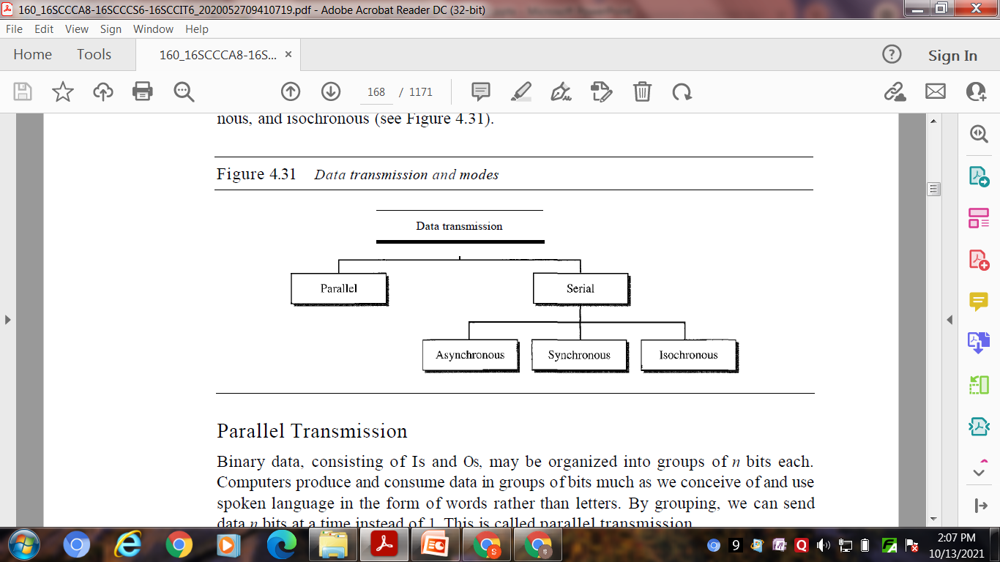 160_16SCCCA8-16SCCCS6-16SCCIT6_2020052709410719.pdf - Adobe Acrobat Reader DC (32-bit)
File Edit View Sign Window Help
Home Tools 160_16SCCCA8-16S... × Sign In
168 / 1171
nous, and isochronous (see Figure 4.31).
Figure 4.31 Data transmission and modes
Data transmission
Parallel Serial
Asynchronous Synchronous Isochronous
Parallel Transmission
Binary data, consisting of Is and Os, may be organized into groups of n bits each.
Computers produce and consume data in groups of bits much as we conceive of and use
spoken language in the form of words rather than letters. By grouping, we can send
data n bits at a time instead of 1. This is called parallel transmission.
2:07 PM
10/13/2021